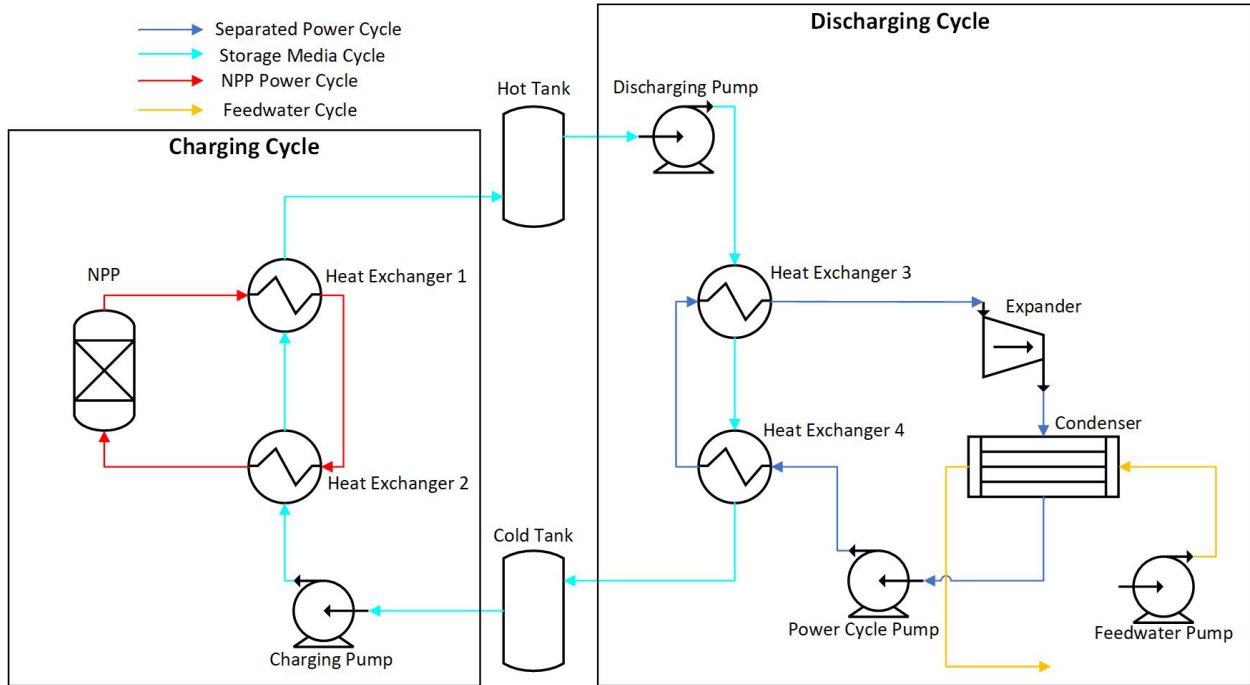 Discharging Cycle
Separated Power Cycle
Storage Media Cycle
NPP Power Cycle
Feedwater Cycle
Hot Tank
Discharging Pump
Charging Cycle
NPP
Heat Exchanger 1
Heat Exchanger 3
Expander
Heat Exchanger 2
Heat Exchanger 4
Condenser
Cold Tank
Charging Pump
Power Cycle Pump
Feedwater Pump